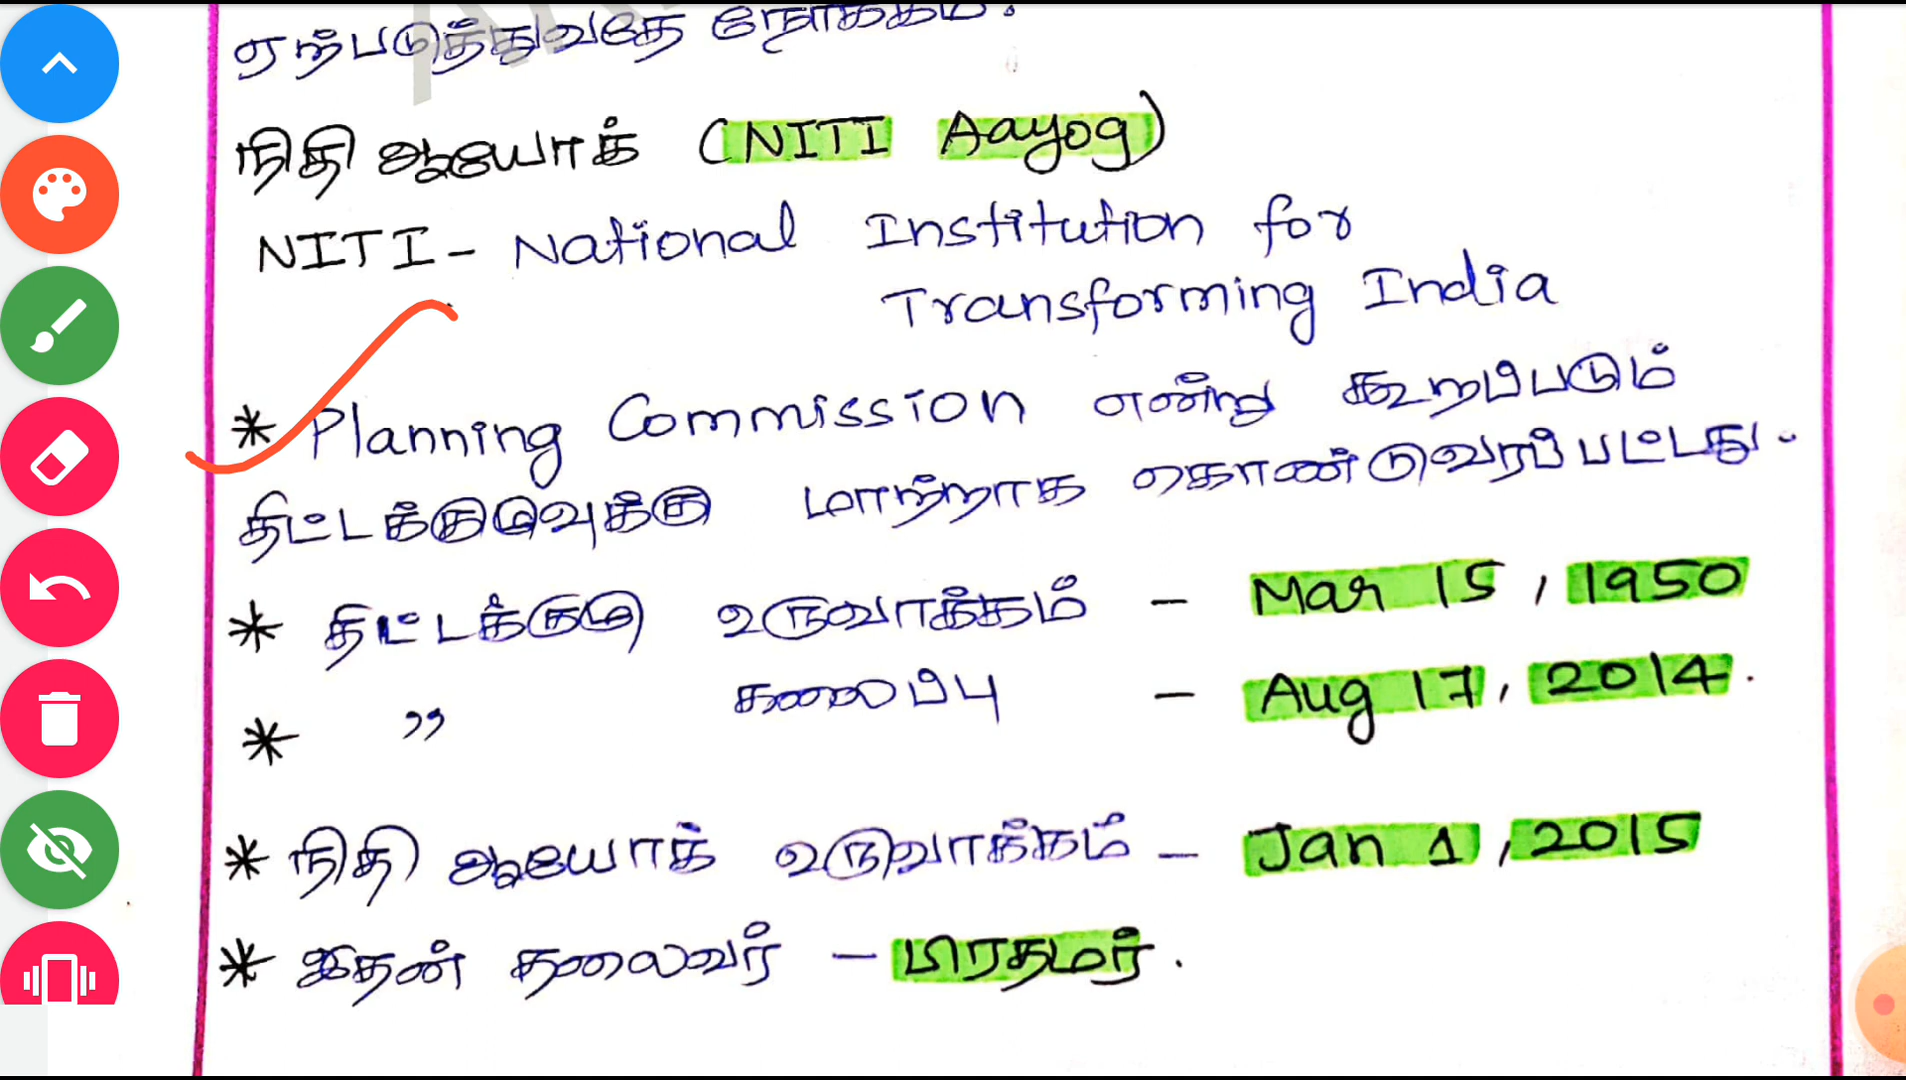 ஏற்படுத்துவதே நோக்கம்.
நிதி ஆயோக் (NITI Aayog)
NITI - National Institution for
Transforming India
* Planning Commission என்று கூறப்படும்
திட்டக்குழுவுக்கு மாற்றாக கொண்டுவரப்பட்டது.
* திட்டக்குழு உருவாக்கம் - Mar 15, 1950
* " கலைப்பு - Aug 17, 2014.
* நிதி ஆயோக் உருவாக்கம் - Jan 1, 2015
* இதன் தலைவர் - பிரதமர்.